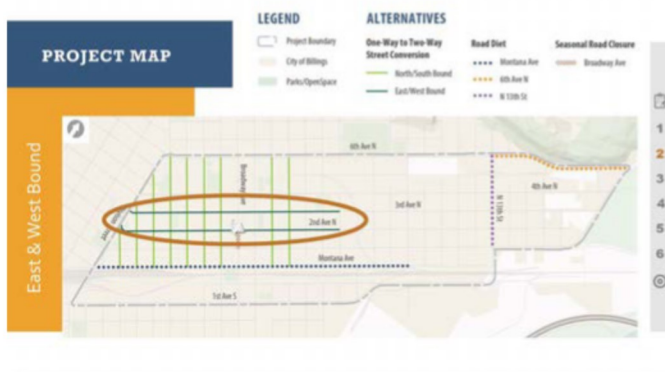 LEGEND
ALTERNATIVES
PROJECT MAP
Project Boundary
City of Billings
Parks/OpenSpace
One-Way to Two-Way
Street Conversion
North/South Bound
East/West Bound
Road Diet
Montana Ave
6th Ave N
N 13th St
Seasonal Road Closure
Broadway Ave
East & West Bound
6th Ave N
Broadway Ave
4th Ave N
3rd Ave N
N 13th St
2nd Ave N
Montana Ave
1st Ave S
1
2
3
4
5
6